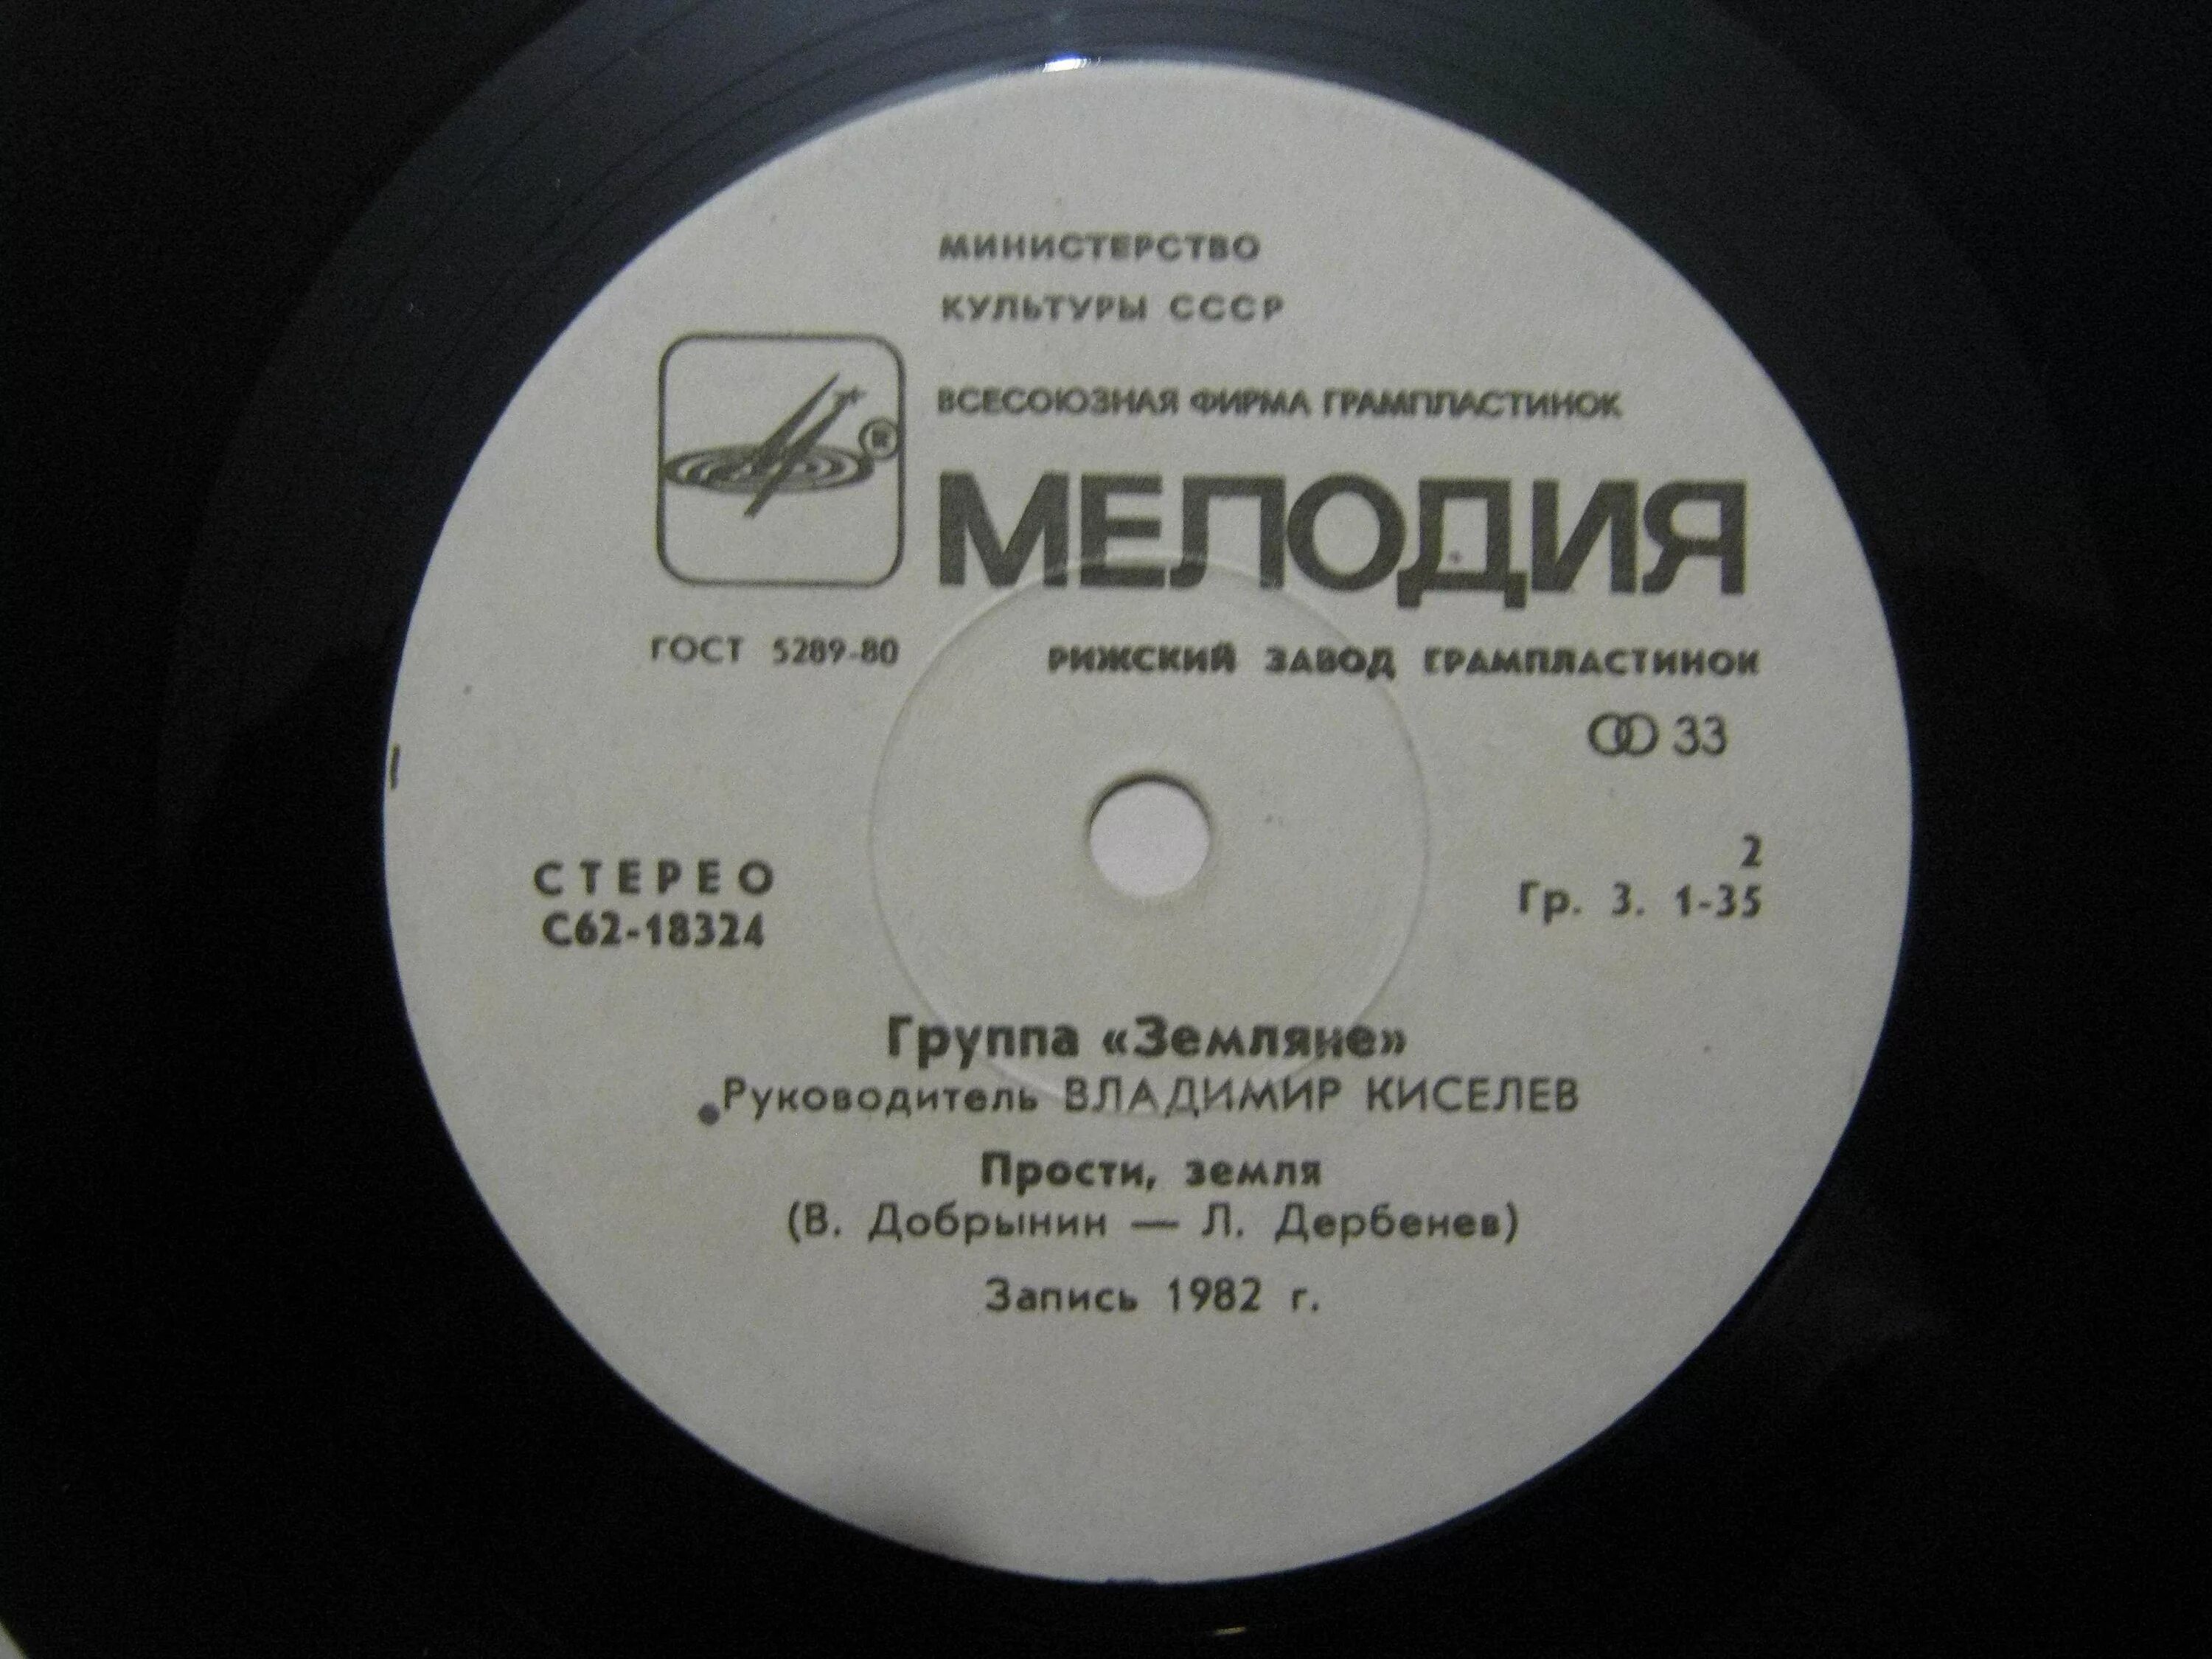 МИНИСТЕРСТВО
КУЛЬТУРЫ СССР
ВСЕСОЮЗНАЯ ФИРМА ГРАМПЛАСТИНОК
®
МЕЛОДИЯ
ГОСТ 5289-80
РИЖСКИЙ ЗАВОД ГРАМПЛАСТИНОК
33
2
СТЕРЕО
Гр. 3. 1-35
С62-18324
Группа «Земляне»
Руководитель ВЛАДИМИР КИСЕЛЕВ
Прости, земля
(В. Добрынин — Л. Дербенев)
Запись 1982 г.